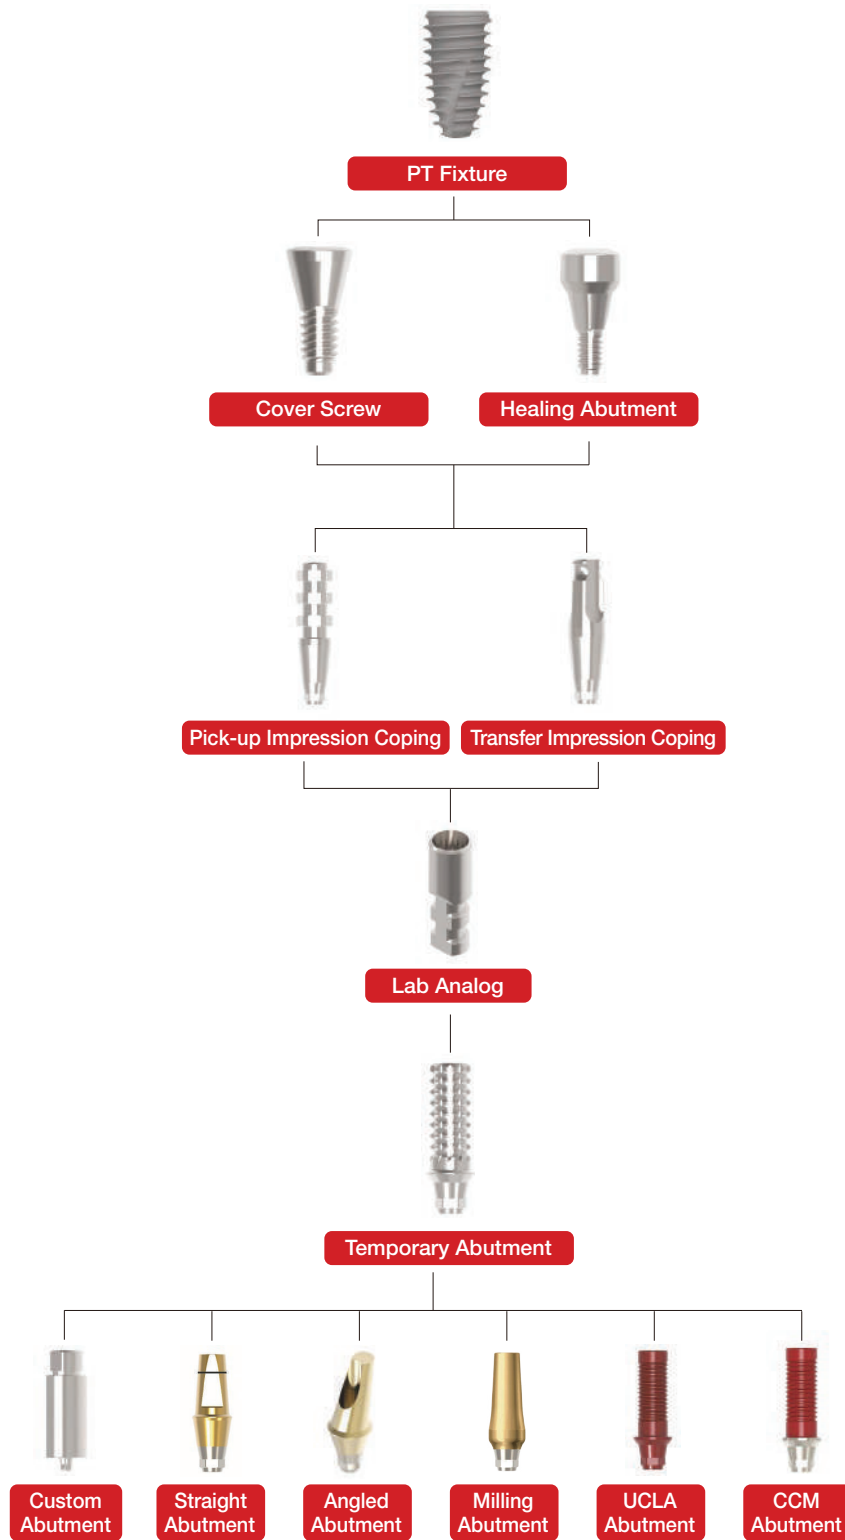 PT Fixture
Cover Screw
Healing Abutment
Pick-up Impression Coping
Transfer Impression Coping
Lab Analog
Temporary Abutment
Custom
Abutment
Straight
Abutment
Angled
Abutment
Milling
Abutment
UCLA
Abutment
CCM
Abutment